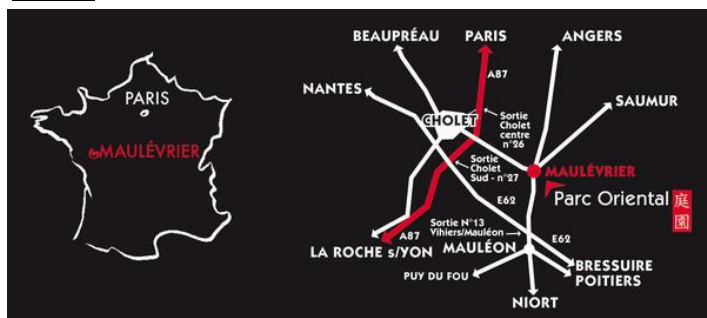 PARIS
MAULÉVRIER
BEAUPRÉAU
PARIS
ANGERS
A87
NANTES
SAUMUR
CHOLET
Sortie
Cholet
centre
n°26
Sortie
Cholet
Sud - n°27
MAULÉVRIER
Parc Oriental
庭
園
E62
Sortie N°13
Vihiers/Mauléon
A87
E62
LA ROCHE s/YON
MAULÉON
PUY DU FOU
BRESSUIRE
POITIERS
NIORT